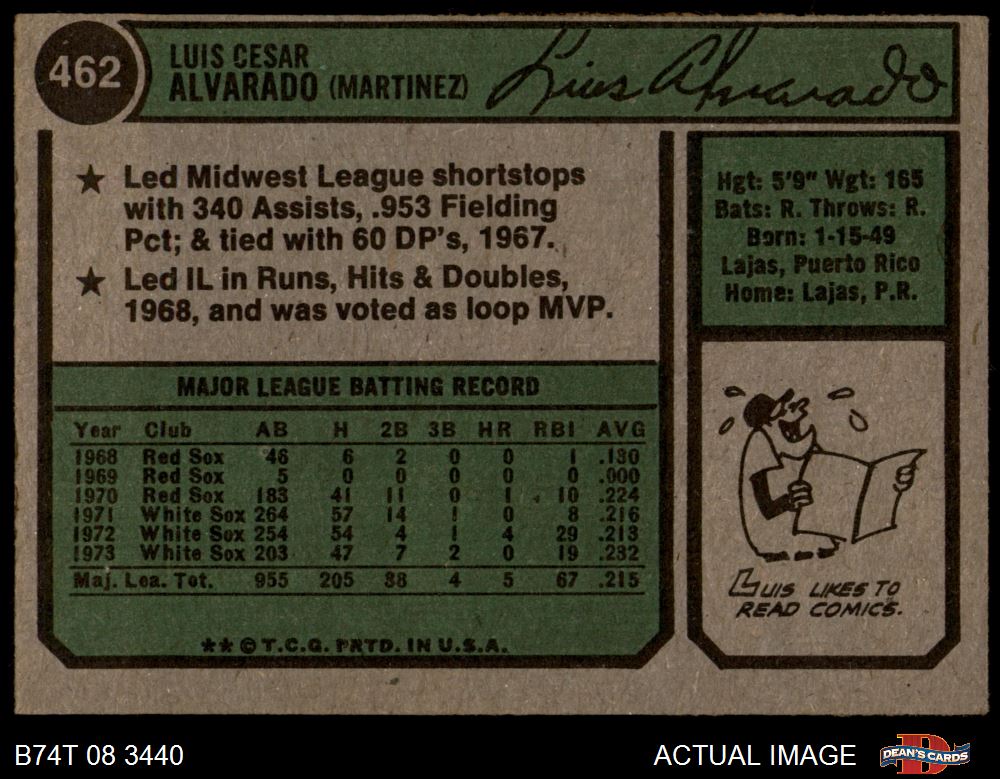 462
LUIS CESAR
ALVARADO (MARTINEZ)
Luis Alvarado
★ Led Midwest League shortstops
with 340 Assists, .953 Fielding
Pct; & tied with 60 DP's, 1967.
★ Led IL in Runs, Hits & Doubles,
1968, and was voted as loop MVP.
Hgt: 5'9" Wgt: 165
Bats: R. Throws: R.
Born: 1-15-49
Lajas, Puerto Rico
Home: Lajas, P.R.
MAJOR LEAGUE BATTING RECORD
Year Club AB H 2B 3B HR RBI AVG
1968 Red Sox 46 6 2 0 0 1 .130
1969 Red Sox 5 0 0 0 0 0 .000
1970 Red Sox 183 41 11 0 1 10 .224
1971 White Sox 264 57 14 1 0 8 .216
1972 White Sox 254 54 4 1 4 29 .213
1973 White Sox 203 47 7 2 0 19 .232
Maj. Lea. Tot. 955 205 38 4 5 67 .215
** © T.C.G. PRTD. IN U.S.A.
LUIS LIKES TO
READ COMICS.
B74T 08 3440
ACTUAL IMAGE
DEAN'S CARDS